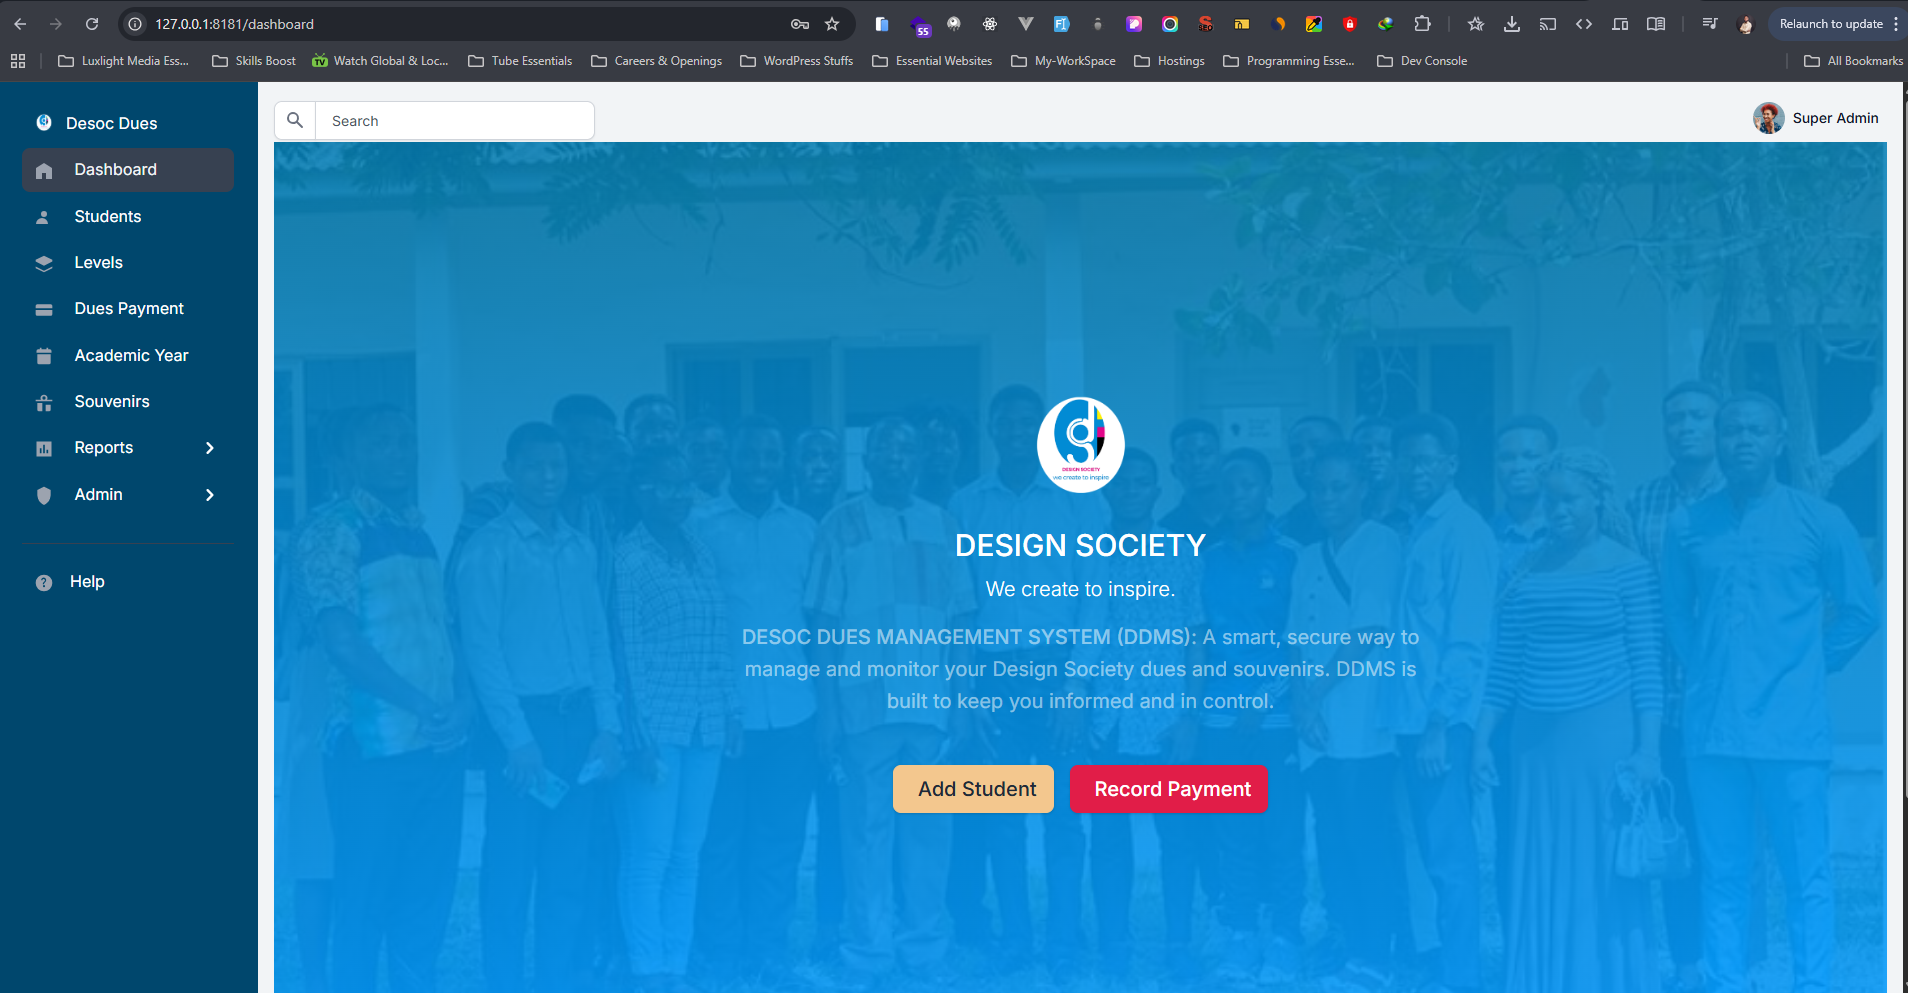 127.0.0.1:8181/dashboard
55
SEO
Relaunch to update
Luxlight Media Ess...
Skills Boost
TV
Watch Global & Loc...
Tube Essentials
Careers & Openings
WordPress Stuffs
Essential Websites
My-WorkSpace
Hostings
Programming Esse...
Dev Console
All Bookmarks
Desoc Dues
Search
Super Admin
Dashboard
Students
Levels
Dues Payment
Academic Year
Souvenirs
Reports
Admin
Help
DESIGN SOCIETY
we create to inspire
DESIGN SOCIETY
We create to inspire.
DESOC DUES MANAGEMENT SYSTEM (DDMS): A smart, secure way to
manage and monitor your Design Society dues and souvenirs. DDMS is
built to keep you informed and in control.
Add Student
Record Payment